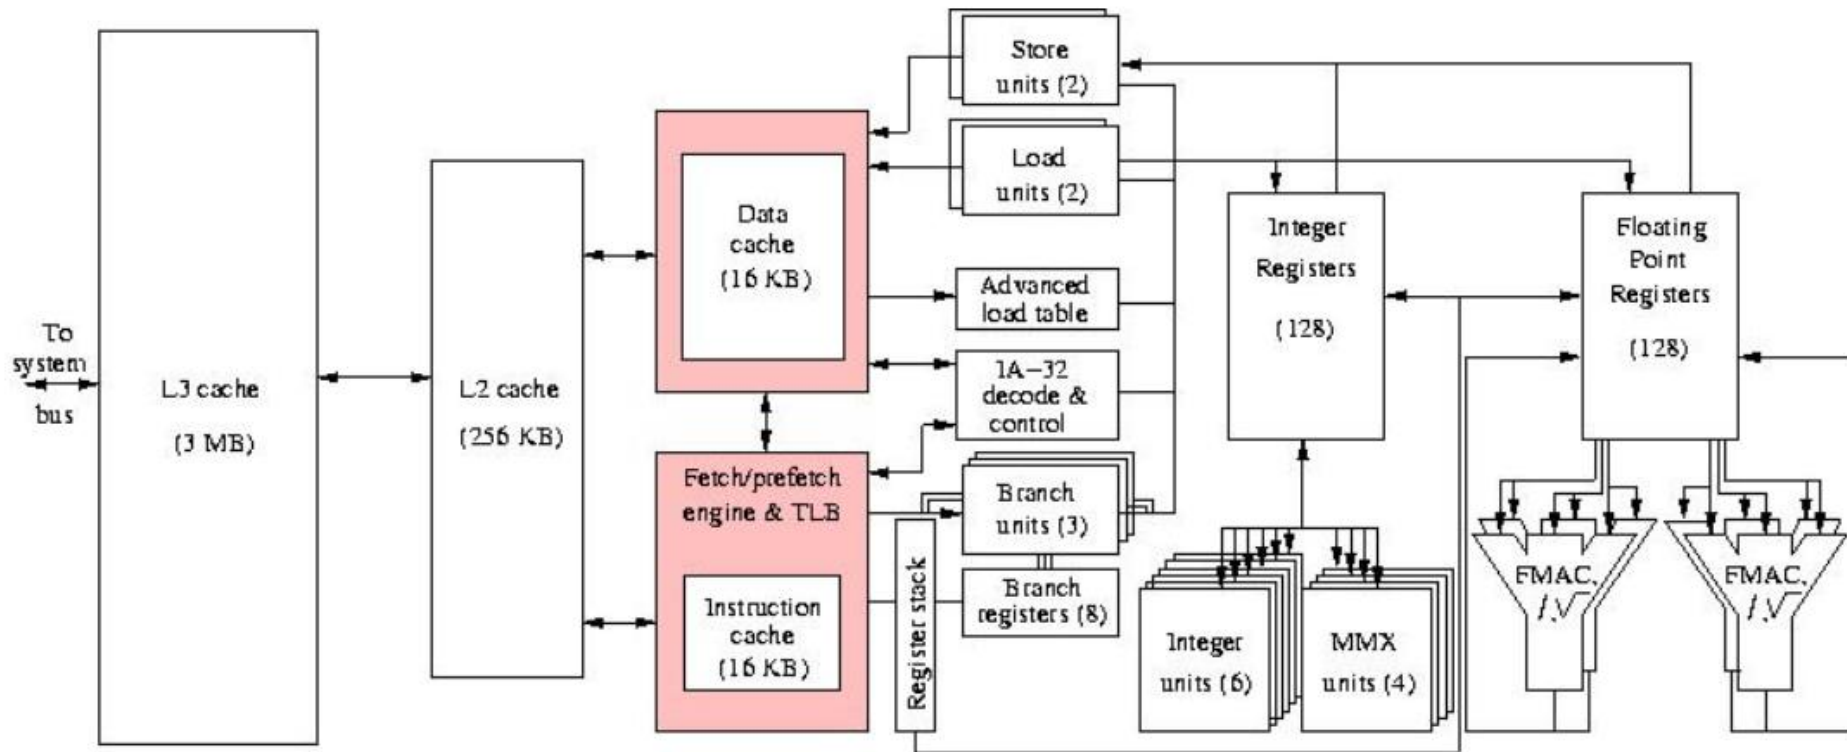 To
system
bus
L3 cache
(3 MB)
L2 cache
(256 KB)
Data
cache
(16 KB)
Fetch/prefetch
engine & TLB
Instruction
cache
(16 KB)
Store
units (2)
Load
units (2)
Advanced
load table
IA-32
decode &
control
Branch
units (3)
Branch
registers (8)
Register stack
Integer
Registers
(128)
Floating
Point
Registers
(128)
Integer
units (6)
MMX
units (4)
FMAC,
/,√
FMAC,
/,√